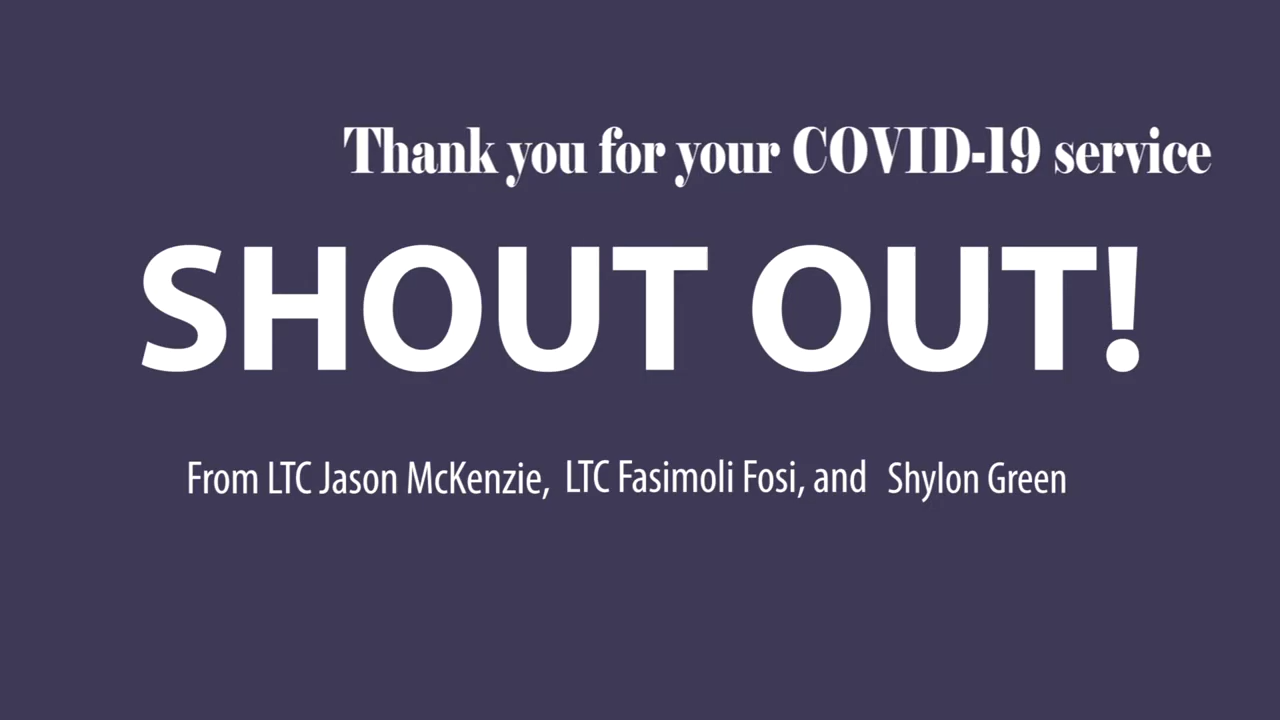 Thank you for your COVID-19 service
SHOUT OUT!
From LTC Jason McKenzie, LTC Fasimoli Fosi, and Shylon Green